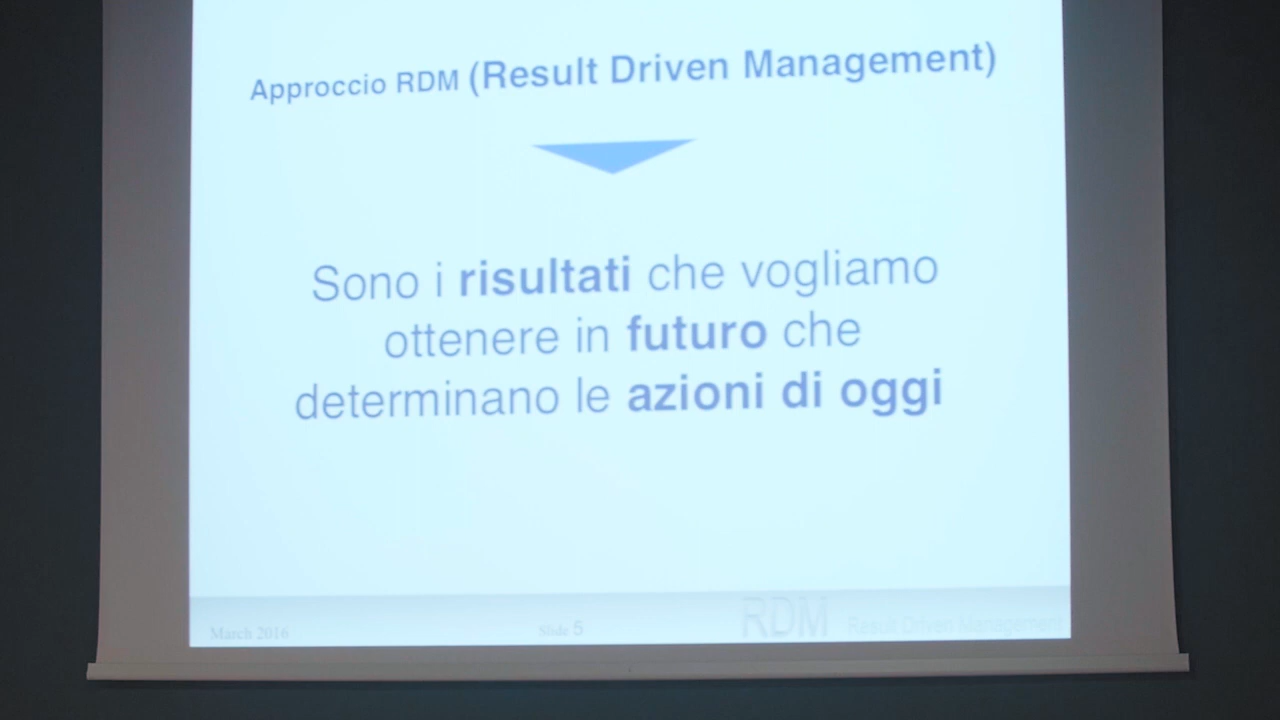 Approccio RDM (Result Driven Management)
Sono i risultati che vogliamo
ottenere in futuro che
determinano le azioni di oggi
March 2016
Slide 5
RDM Result Driven Management